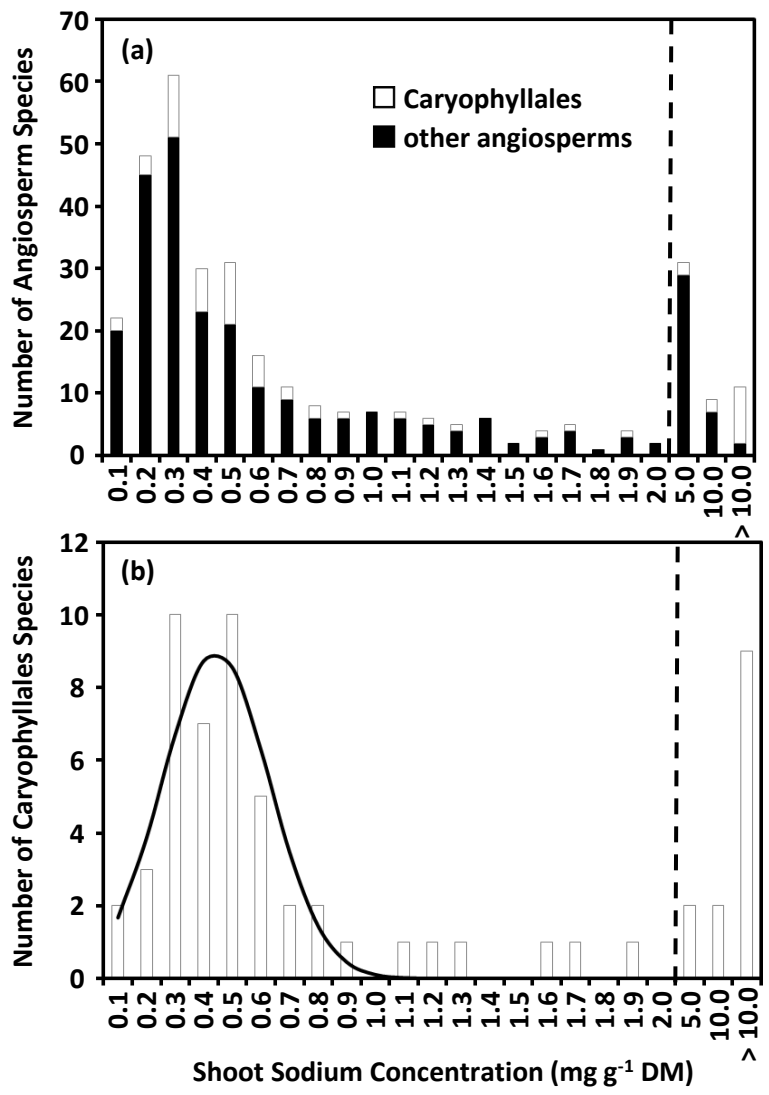 70
60
50
40
30
20
10
0
Number of Angiosperm Species
(a)
Caryophyllales
other angiosperms
0.1 0.2 0.3 0.4 0.5 0.6 0.7 0.8 0.9 1.0 1.1 1.2 1.3 1.4 1.5 1.6 1.7 1.8 1.9 2.0 5.0 10.0 > 10.0
12
10
8
6
4
2
0
Number of Caryophyllales Species
(b)
0.1 0.2 0.3 0.4 0.5 0.6 0.7 0.8 0.9 1.0 1.1 1.2 1.3 1.4 1.5 1.6 1.7 1.8 1.9 2.0 5.0 10.0 > 10.0
Shoot Sodium Concentration (mg g⁻¹ DM)